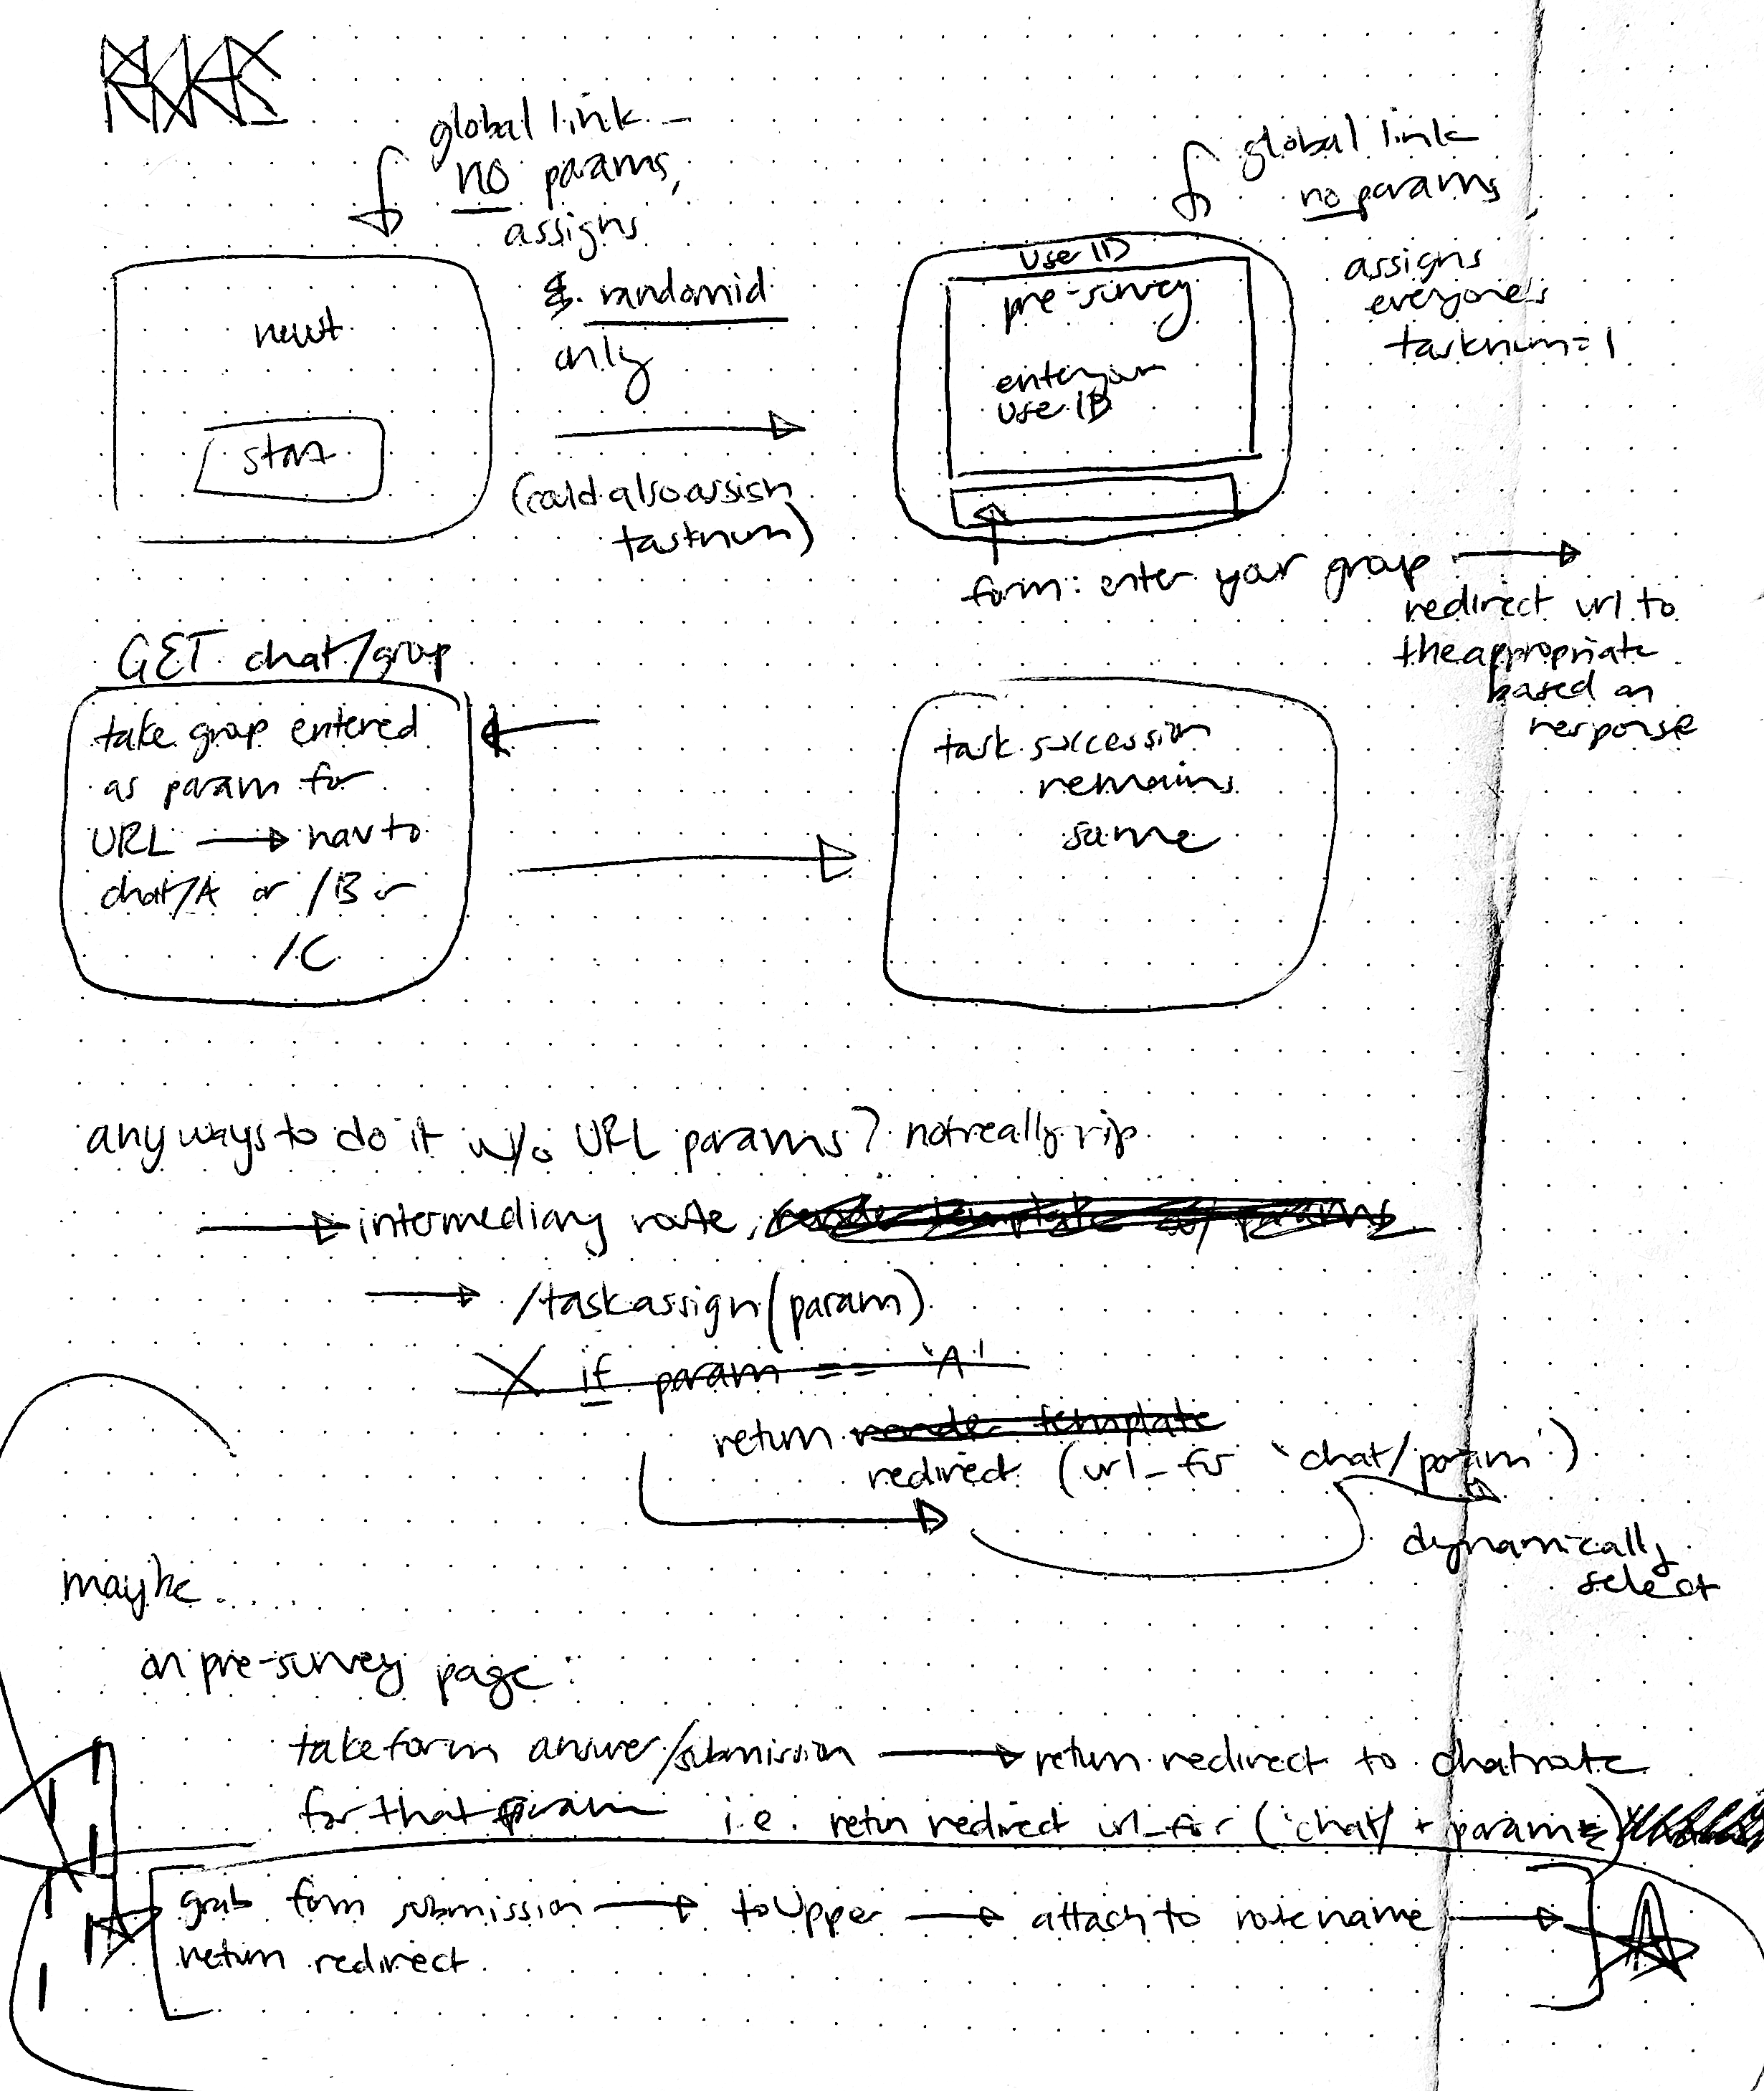 global link -
no params,
assigns
randomid
only
newt
start
(could also assign
tasknum)
global link
no params,
assigns
everyone's
tasknum=1
User ID
pre-survey
enter your
User ID
form: enter your group
redirect url to
the appropriate
based on
response
GET chat/group
take group entered
as param for
URL → nav to
chat/A or /B or
/C
task succession
remains
same
any ways to do it w/o URL params? not really rip
→ intermediary route, render template w/ params
→ /taskassign(param)
X if param == 'A'
return render template
redirect (url_for 'chat/param')
dynamically
select
maybe.....
on pre-survey page:
take form answer/submission → return redirect to chatroute
for that param i.e. return redirect url_for ('chat/ + param)
grab form submission → toUpper → attach to route name →
return redirect